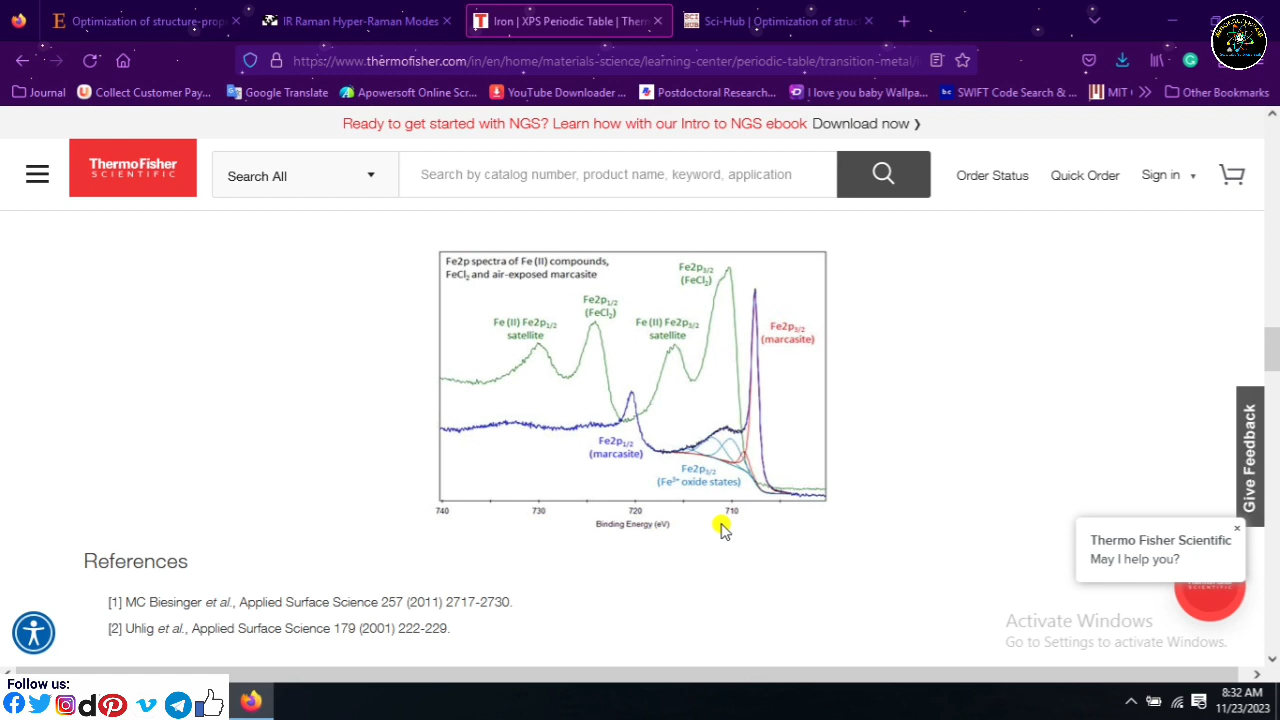 Optimization of structure-prop
IR Raman Hyper-Raman Modes
Iron | XPS Periodic Table | Therm
Sci-Hub | Optimization of struct
https://www.thermofisher.com/in/en/home/materials-science/learning-center/periodic-table/transition-metal/
Journal
Collect Customer Pay...
Google Translate
Apowersoft Online Scr...
YouTube Downloader ...
Postdoctoral Research...
I love you baby Wallpa...
SWIFT Code Search & ...
MIT
Other Bookmarks
Ready to get started with NGS? Learn how with our Intro to NGS ebook Download now ❯
ThermoFisher
SCIENTIFIC
Search All
Search by catalog number, product name, keyword, application
Order Status
Quick Order
Sign in
Fe2p spectra of Fe (II) compounds,
FeCl2 and air-exposed marcasite
Fe2p3/2
(FeCl2)
Fe2p1/2
(FeCl2)
Fe (II) Fe2p1/2
satellite
Fe (II) Fe2p3/2
satellite
Fe2p3/2
(marcasite)
Fe2p1/2
(marcasite)
Fe2p3/2
(Fe3+ oxide states)
740 730 720 710
Binding Energy (eV)
Give Feedback
Thermo Fisher Scientific
May I help you?
References
[1] MC Biesinger et al., Applied Surface Science 257 (2011) 2717-2730.
[2] Uhlig et al., Applied Surface Science 179 (2001) 222-229.
Activate Windows
Go to Settings to activate Windows.
Follow us:
8:32 AM
11/23/2023